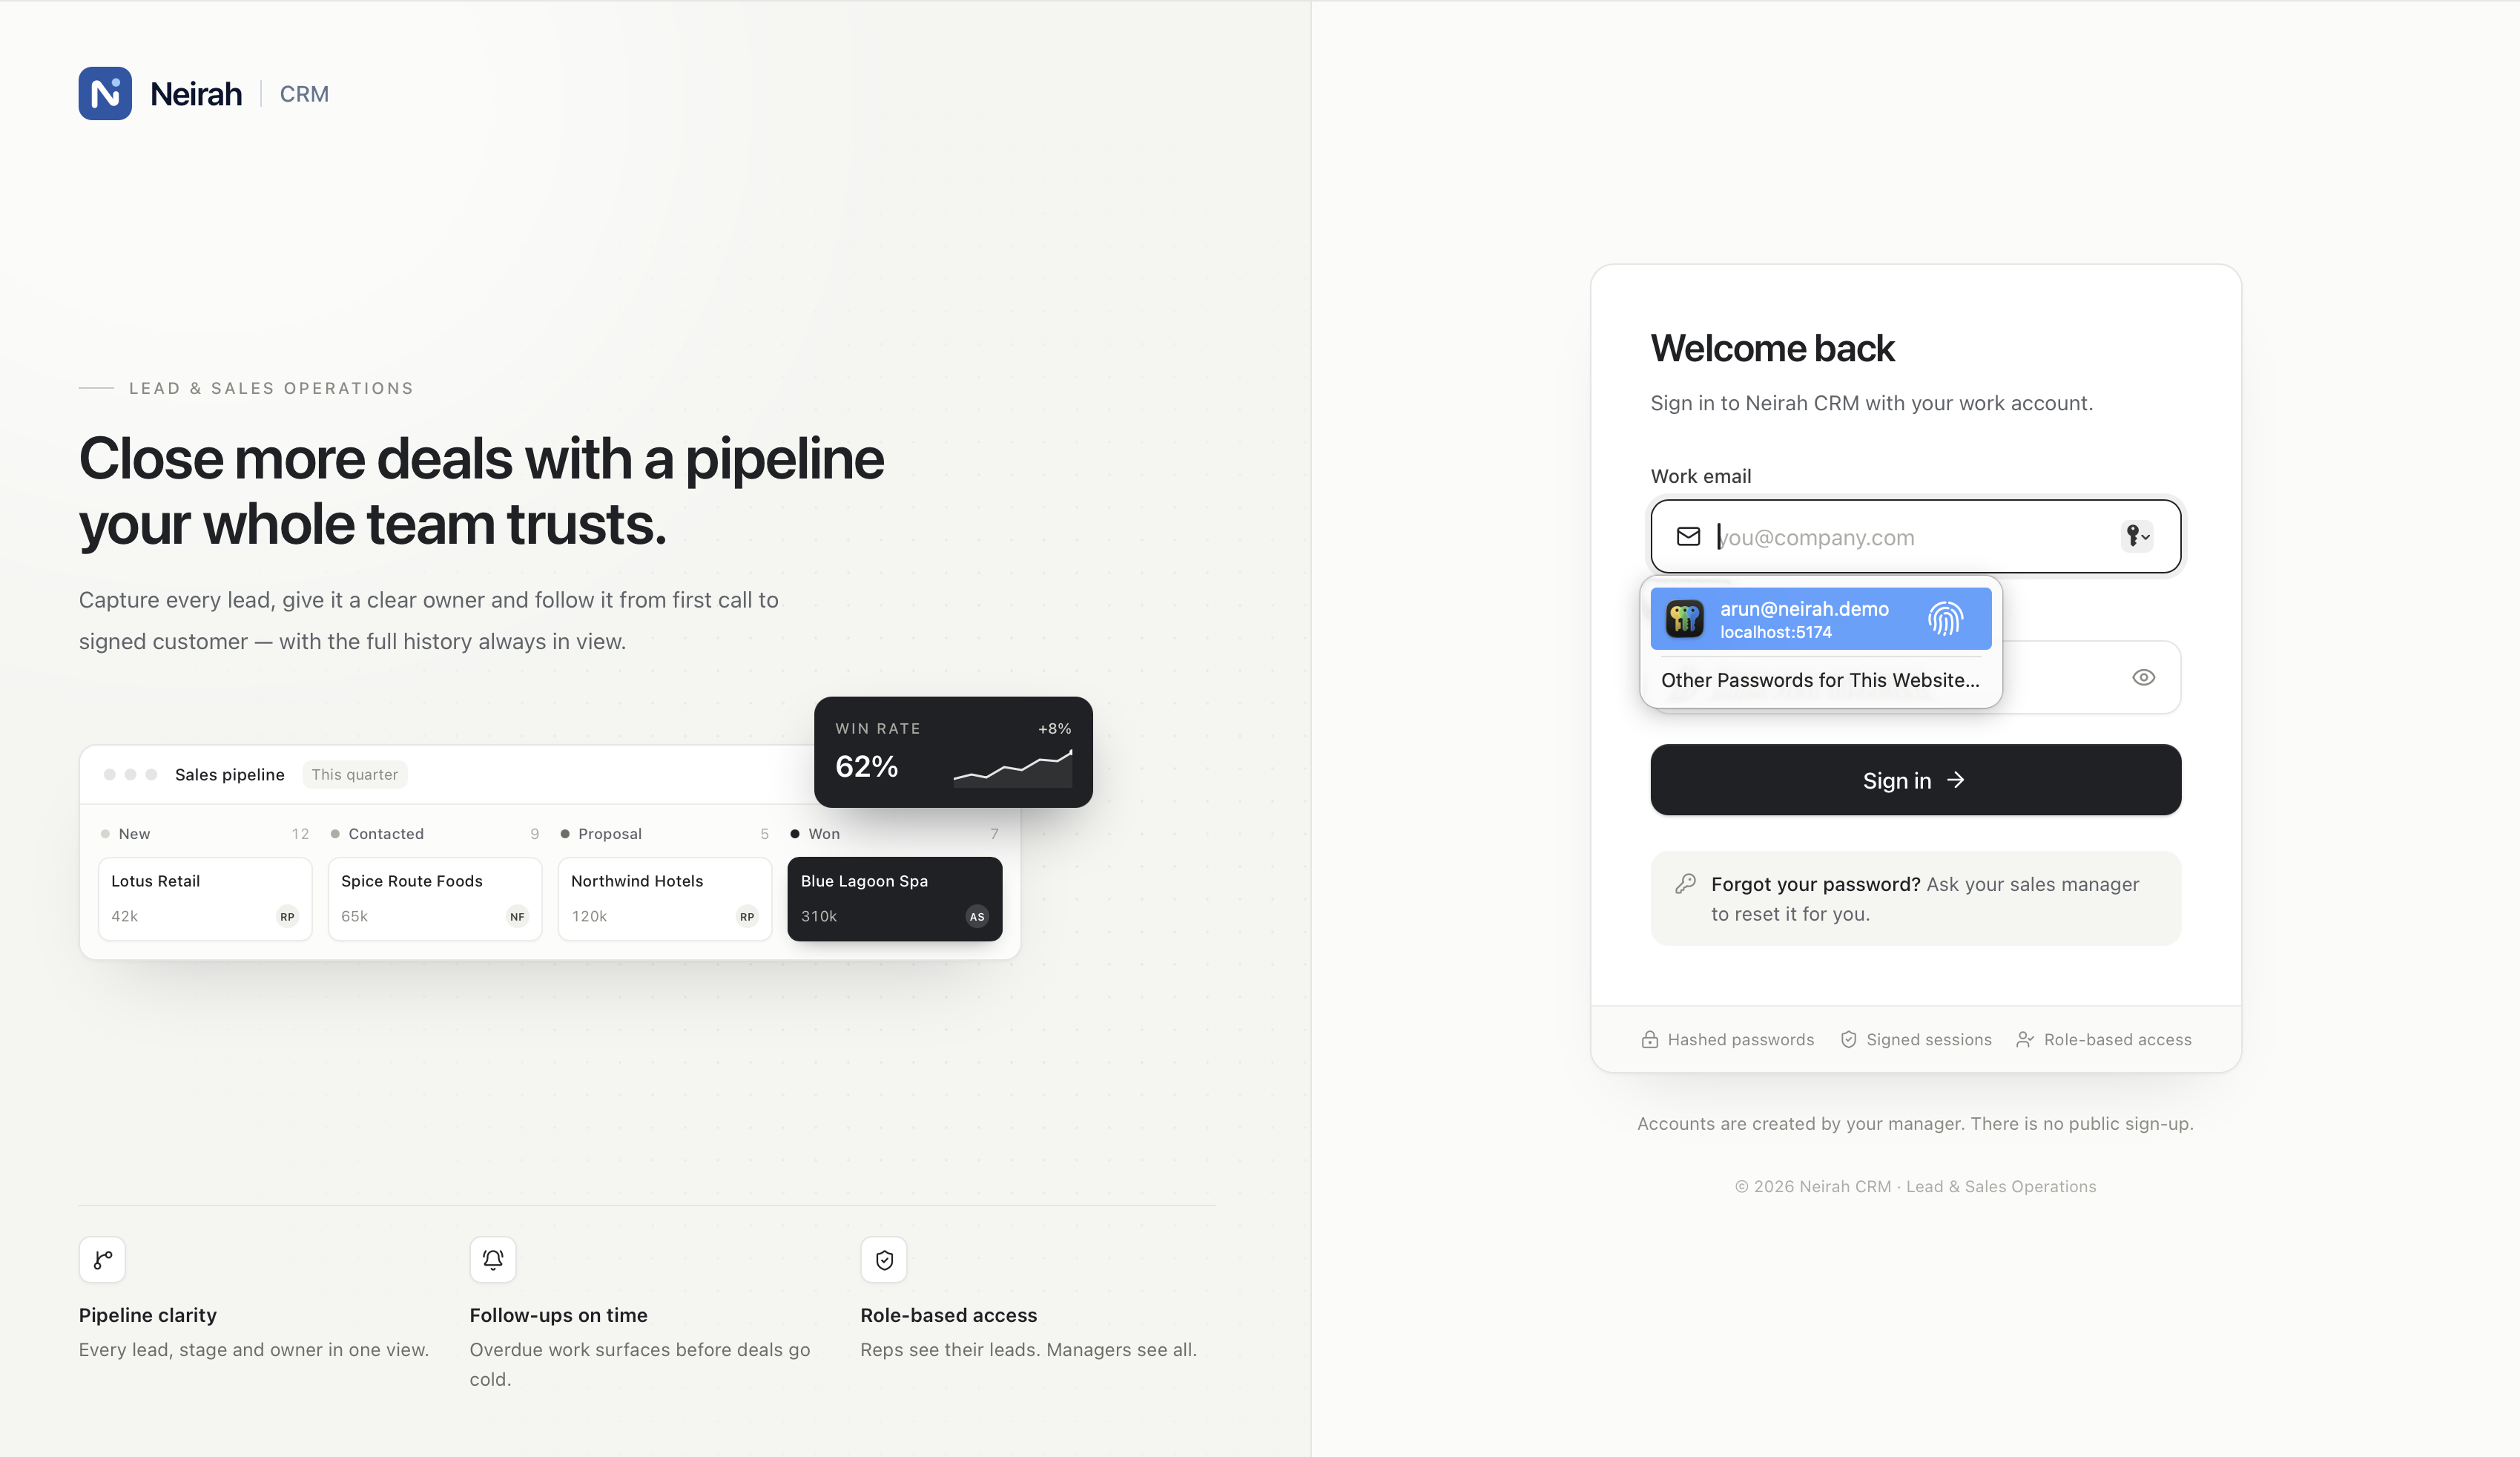 Neirah | CRM
LEAD & SALES OPERATIONS
Close more deals with a pipeline
your whole team trusts.
Capture every lead, give it a clear owner and follow it from first call to
signed customer — with the full history always in view.
WIN RATE +8%
62%
Sales pipeline This quarter
New 12 Contacted 9 Proposal 5 Won 7
Lotus Retail Spice Route Foods Northwind Hotels Blue Lagoon Spa
42k RP 65k NF 120k RP 310k AS
Pipeline clarity
Every lead, stage and owner in one view.
Follow-ups on time
Overdue work surfaces before deals go
cold.
Role-based access
Reps see their leads. Managers see all.
Welcome back
Sign in to Neirah CRM with your work account.
Work email
you@company.com
arun@neirah.demo
localhost:5174
Other Passwords for This Website...
Sign in
Forgot your password? Ask your sales manager
to reset it for you.
Hashed passwords Signed sessions Role-based access
Accounts are created by your manager. There is no public sign-up.
© 2026 Neirah CRM · Lead & Sales Operations